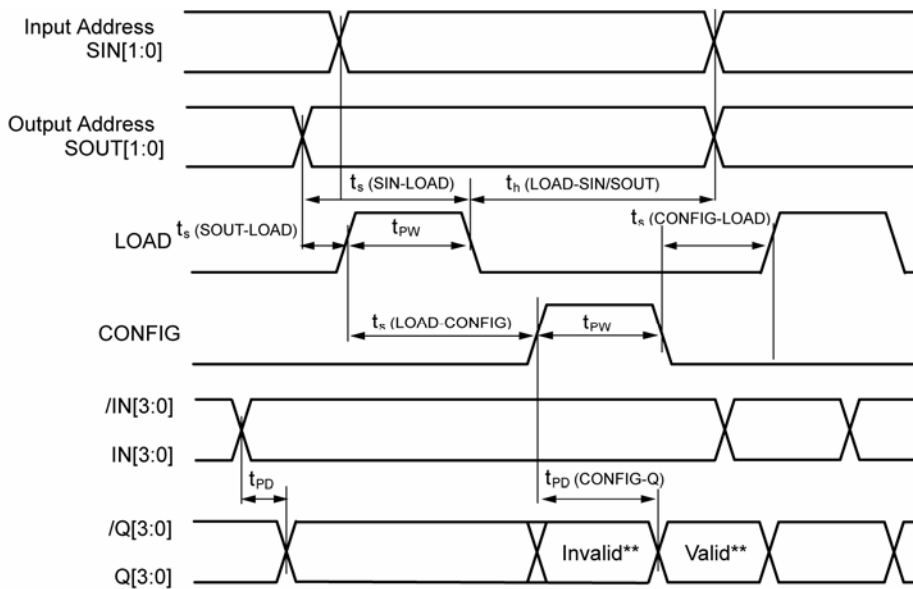 Input Address
SIN[1:0]
Output Address
SOUT[1:0]
ts (SIN-LOAD)
th (LOAD-SIN/SOUT)
ts (SOUT-LOAD)
ts (CONFIG-LOAD)
LOAD
tPW
ts (LOAD-CONFIG)
CONFIG
tPW
/IN[3:0]
IN[3:0]
tPD
tPD (CONFIG-Q)
/Q[3:0]
Invalid**
Valid**
Q[3:0]